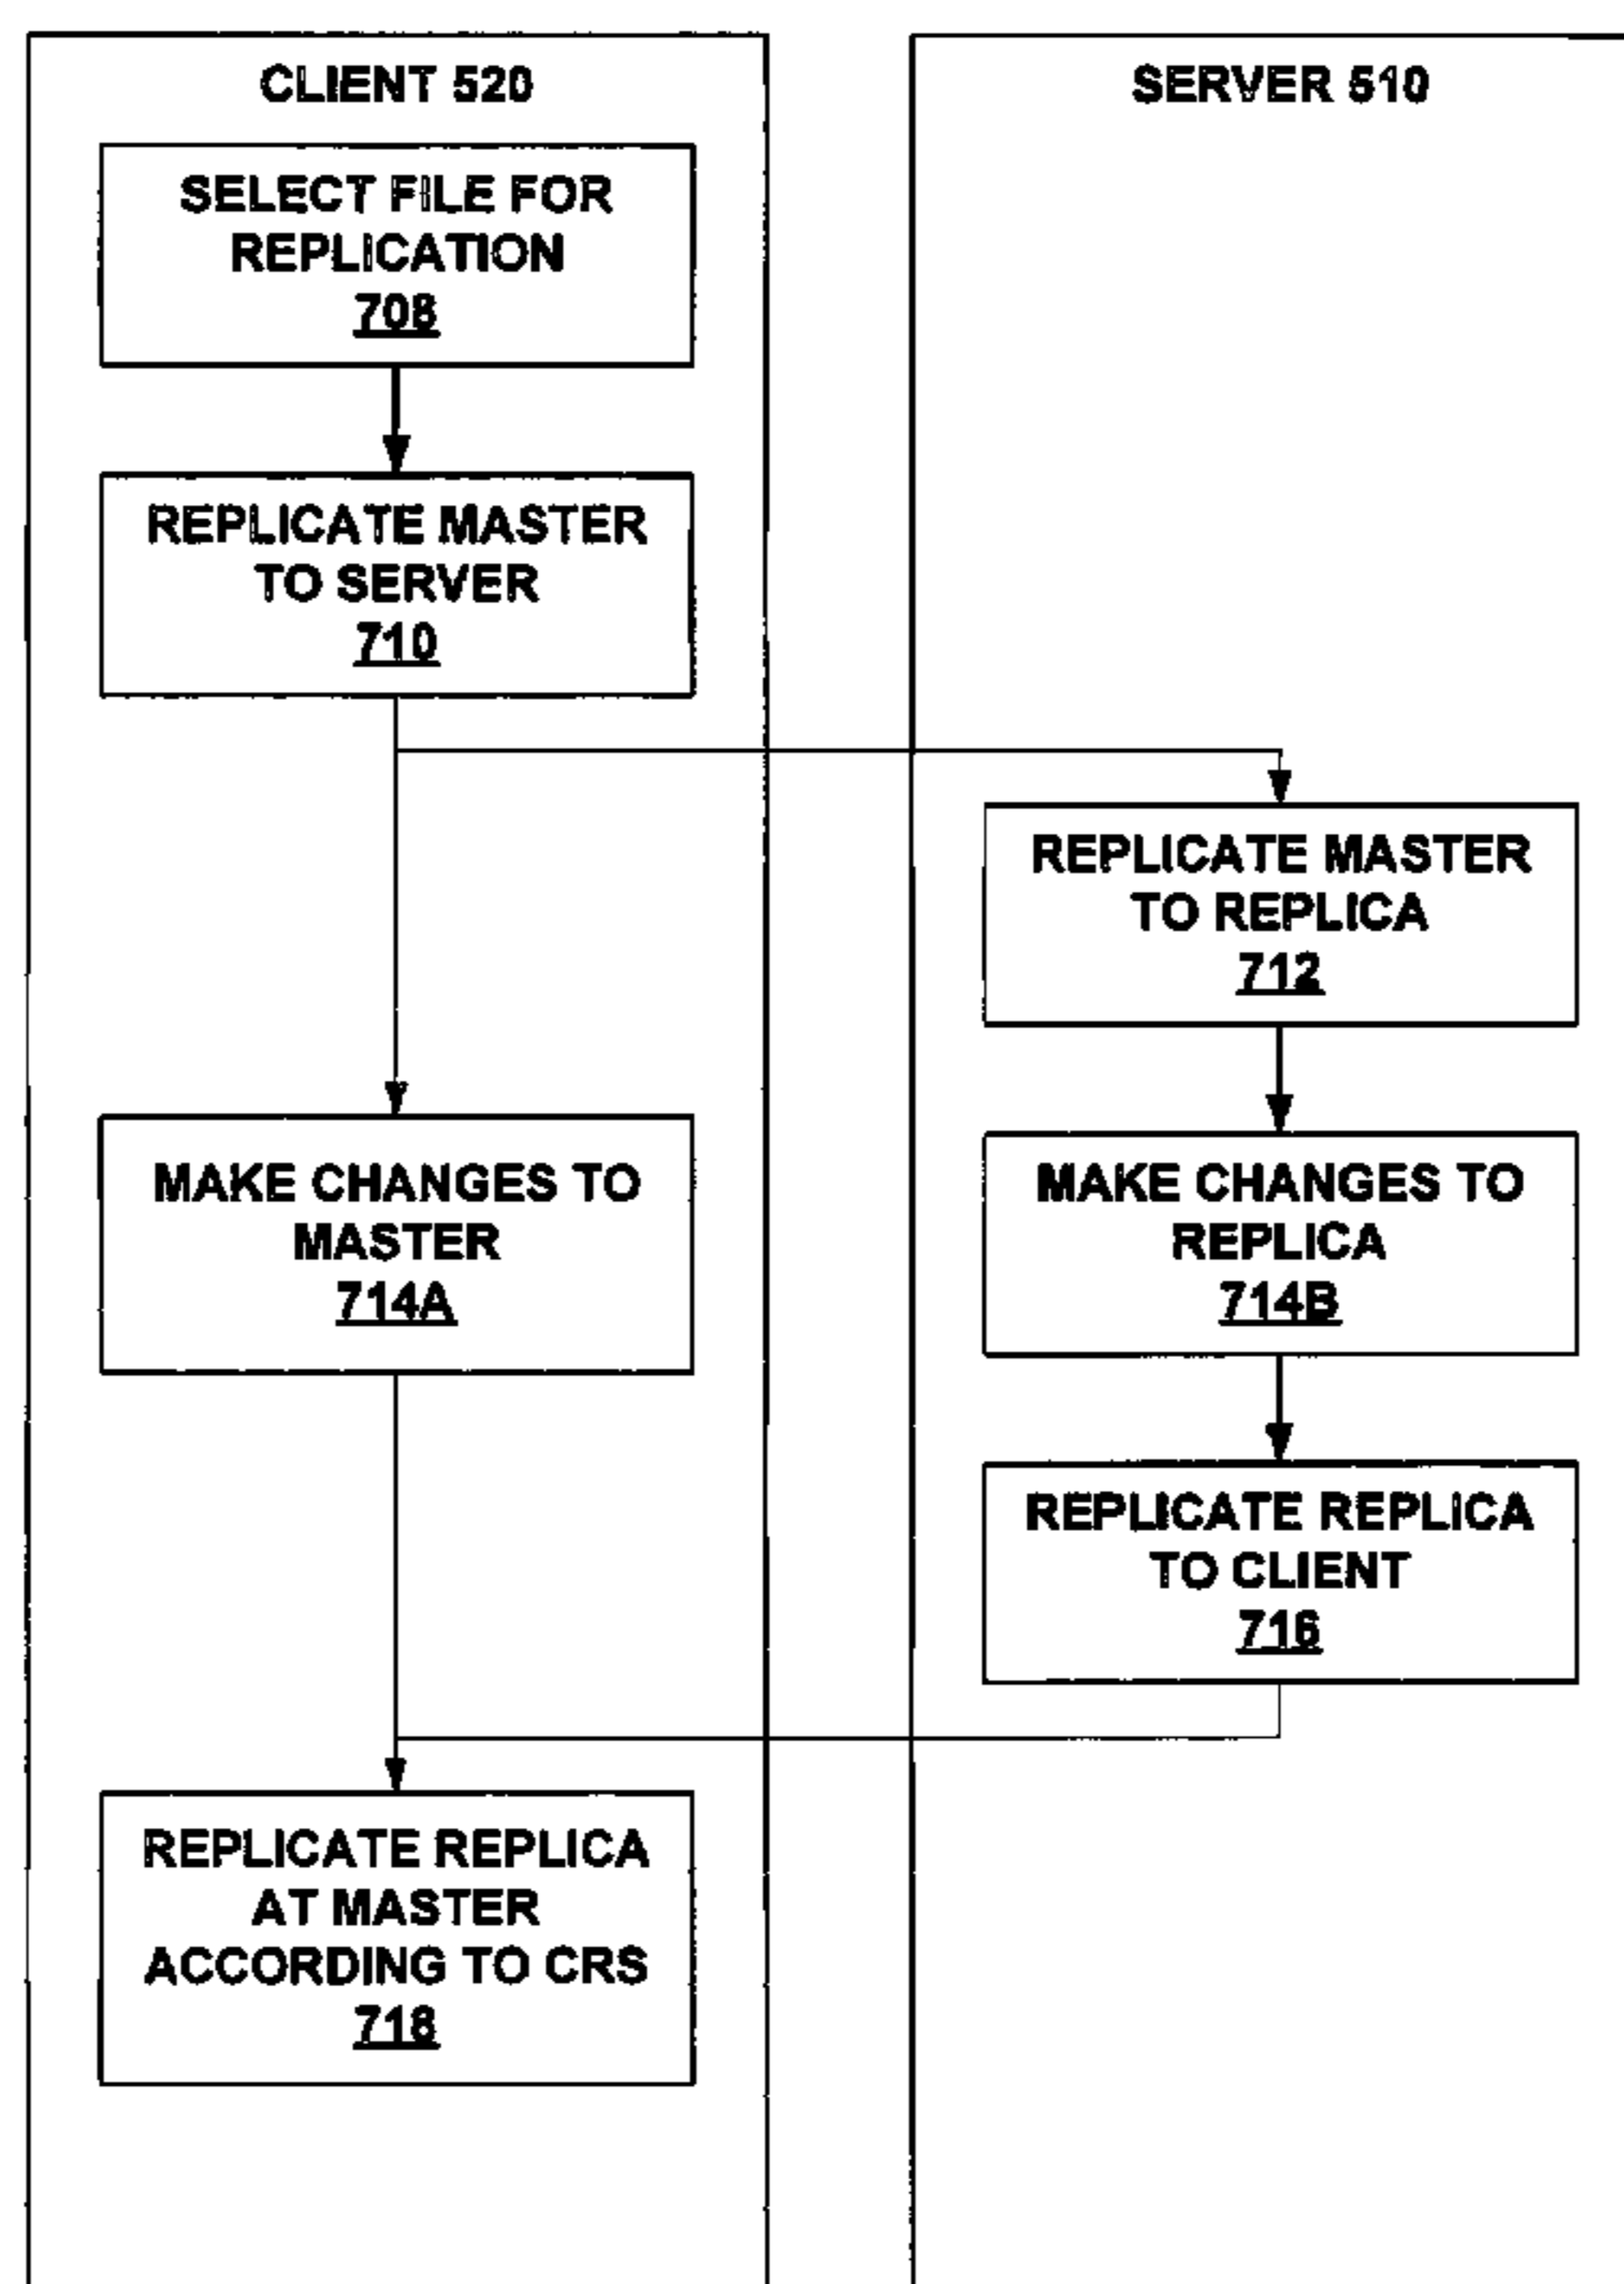 CLIENT 520
SELECT FILE FOR
REPLICATION
708
REPLICATE MASTER
TO SERVER
710
MAKE CHANGES TO
MASTER
714A
REPLICATE REPLICA
AT MASTER
ACCORDING TO CRS
718
SERVER 510
REPLICATE MASTER
TO REPLICA
712
MAKE CHANGES TO
REPLICA
714B
REPLICATE REPLICA
TO CLIENT
716